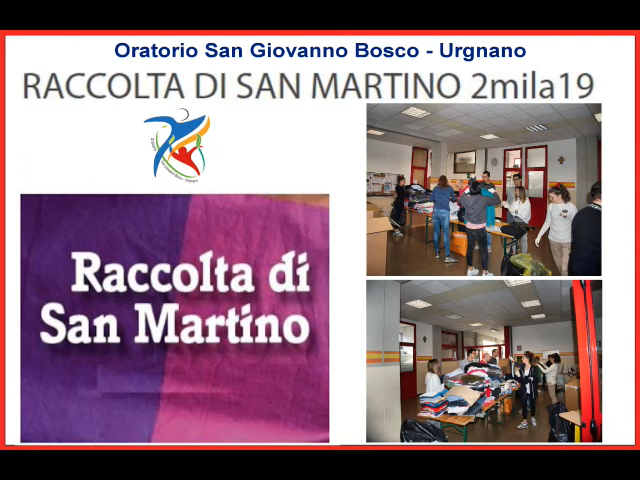 Oratorio San Giovanno Bosco - Urgnano
RACCOLTA DI SAN MARTINO 2mila19
Raccolta di
San Martino